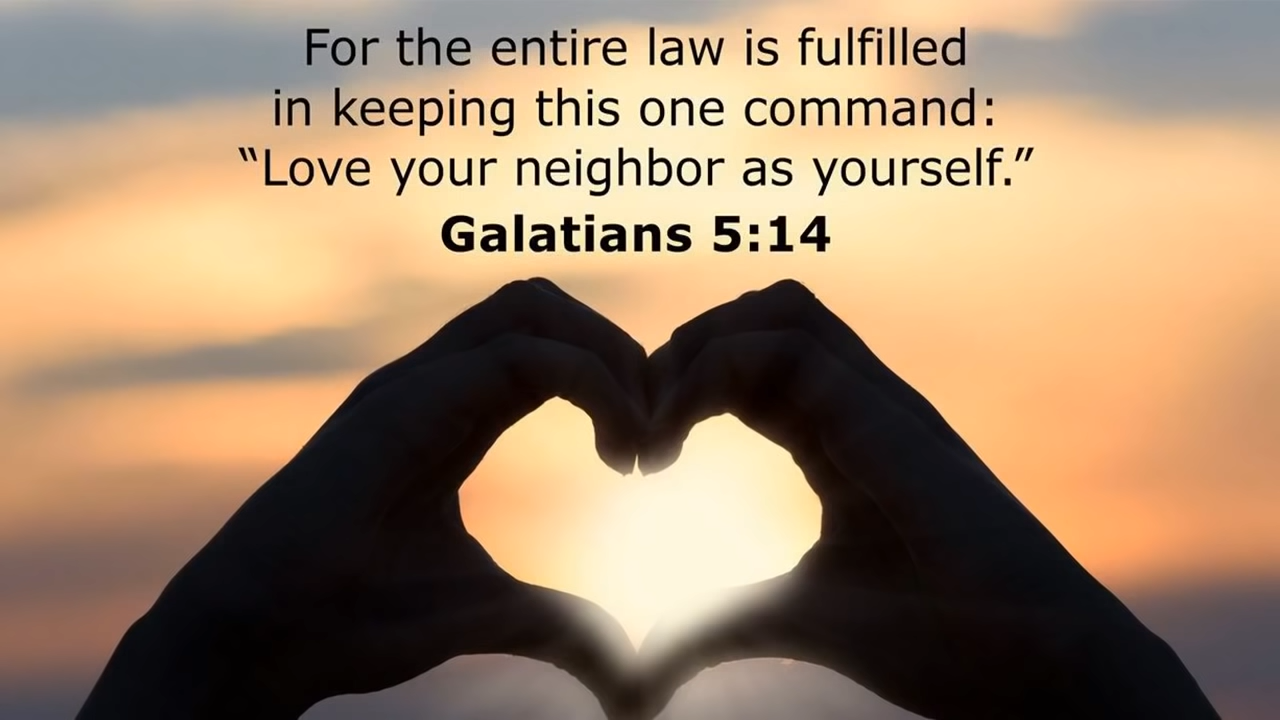 For the entire law is fulfilled
in keeping this one command:
“Love your neighbor as yourself.”
Galatians 5:14